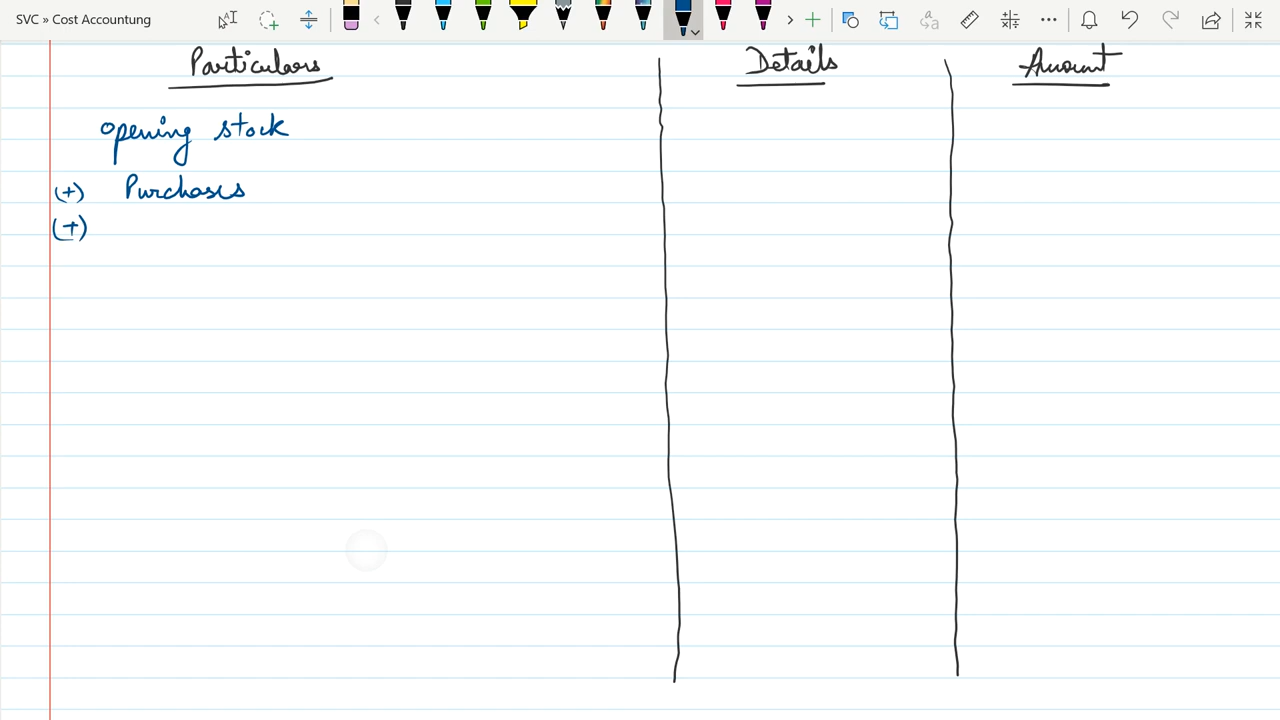 SVC » Cost Accountung
Particulars Details Amount
opening stock
(+) Purchases
(+)